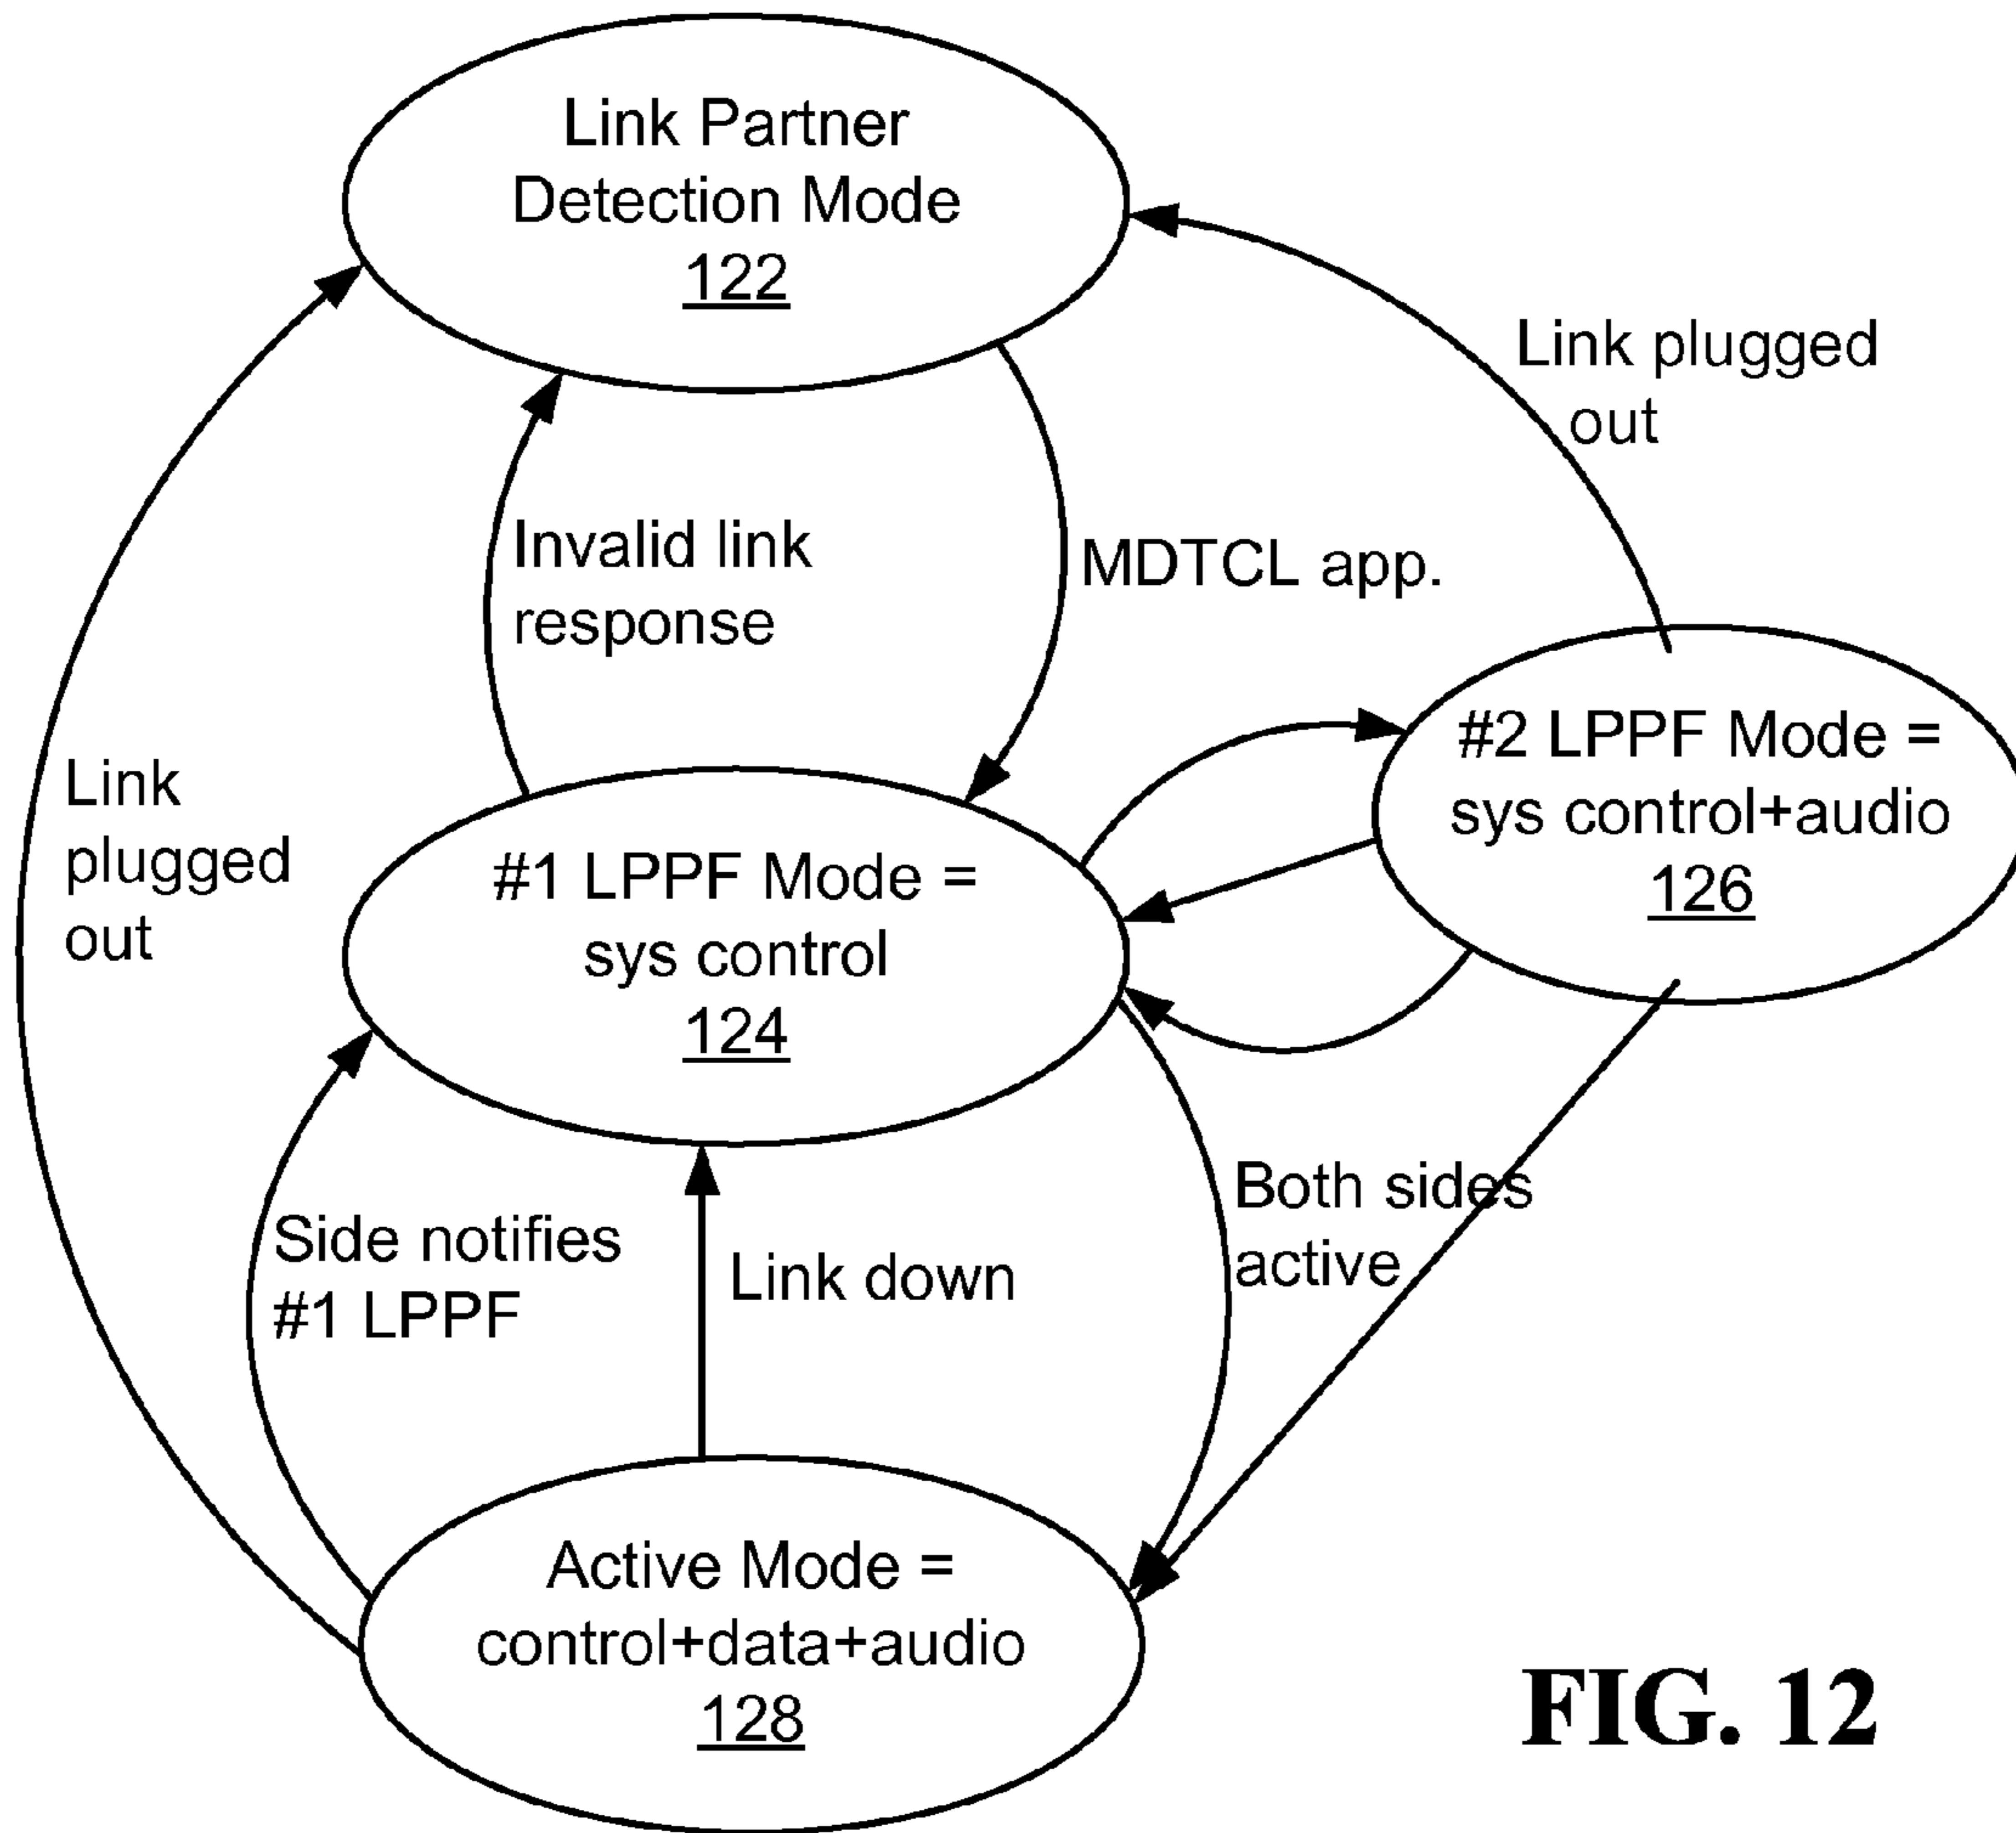 Link Partner
Detection Mode
122
Link plugged
out
Invalid link
response
MDTCL app.
#2 LPPF Mode =
sys control+audio
126
Link
plugged
out
#1 LPPF Mode =
sys control
124
Side notifies
#1 LPPF
Link down
Both sides
active
Active Mode =
control+data+audio
128
FIG. 12